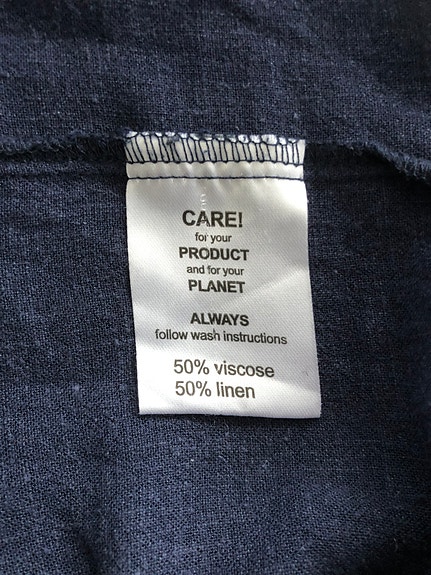 CARE!
for your
PRODUCT
and for your
PLANET
ALWAYS
follow wash instructions
50% viscose
50% linen